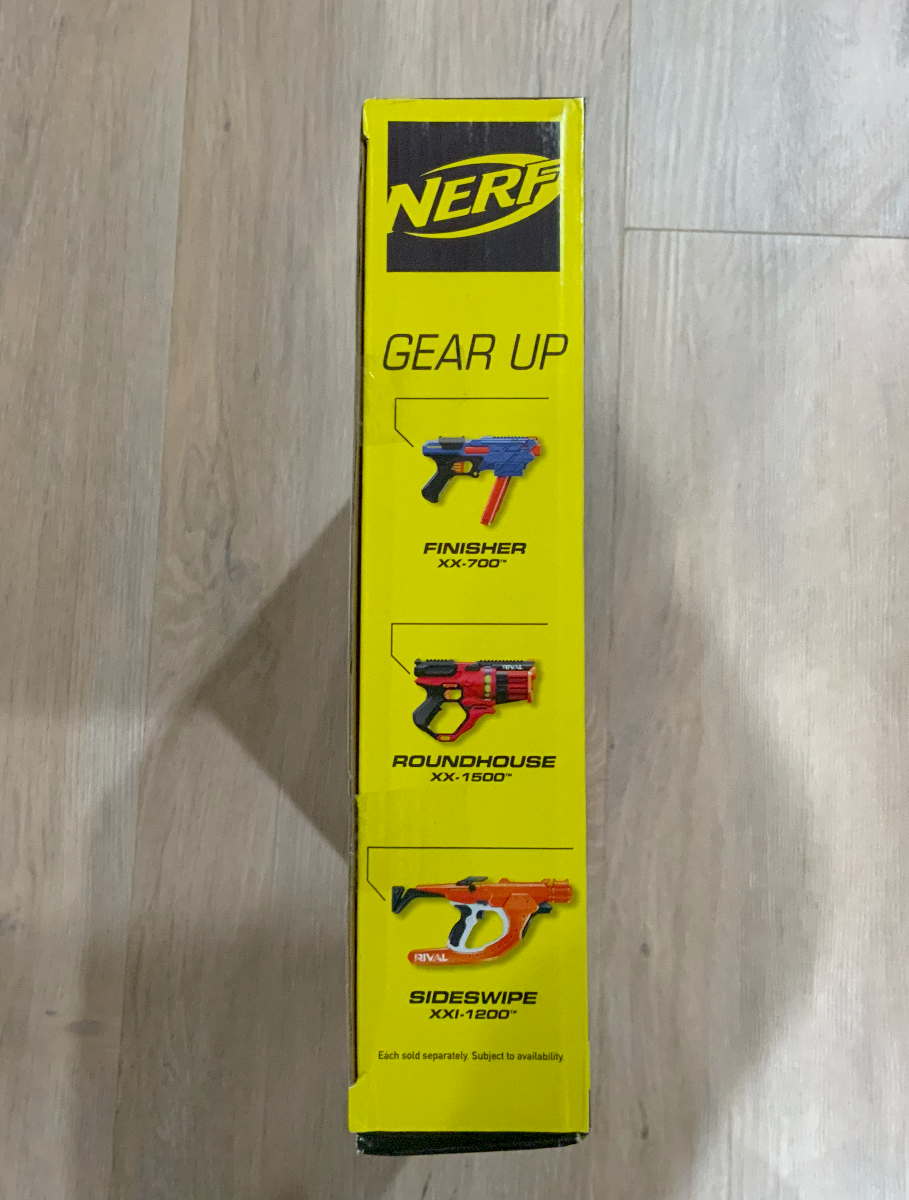 NERF
GEAR UP
FINISHER
XX-700™
RIVAL
ROUNDHOUSE
XX-1500™
RIVAL
SIDESWIPE
XXI-1200™
Each sold separately. Subject to availability.